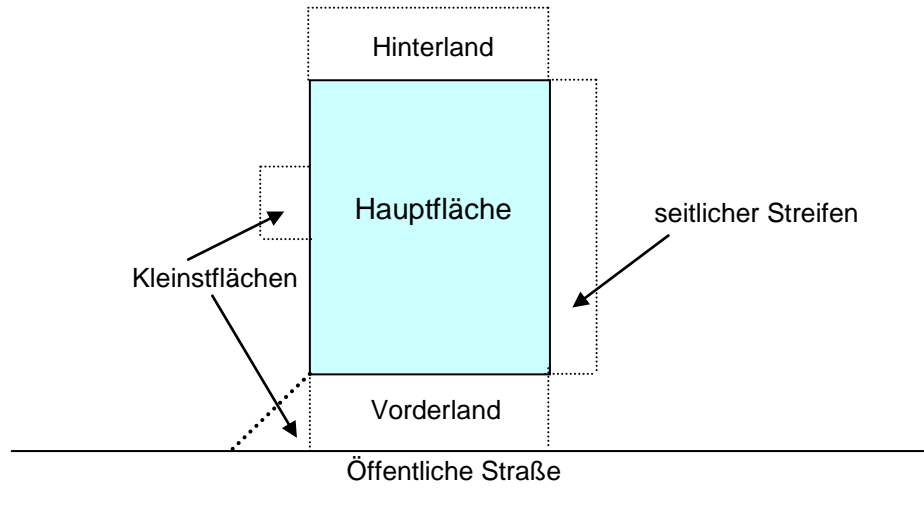 Hinterland
Hauptfläche
seitlicher Streifen
Kleinstflächen
Vorderland
Öffentliche Straße